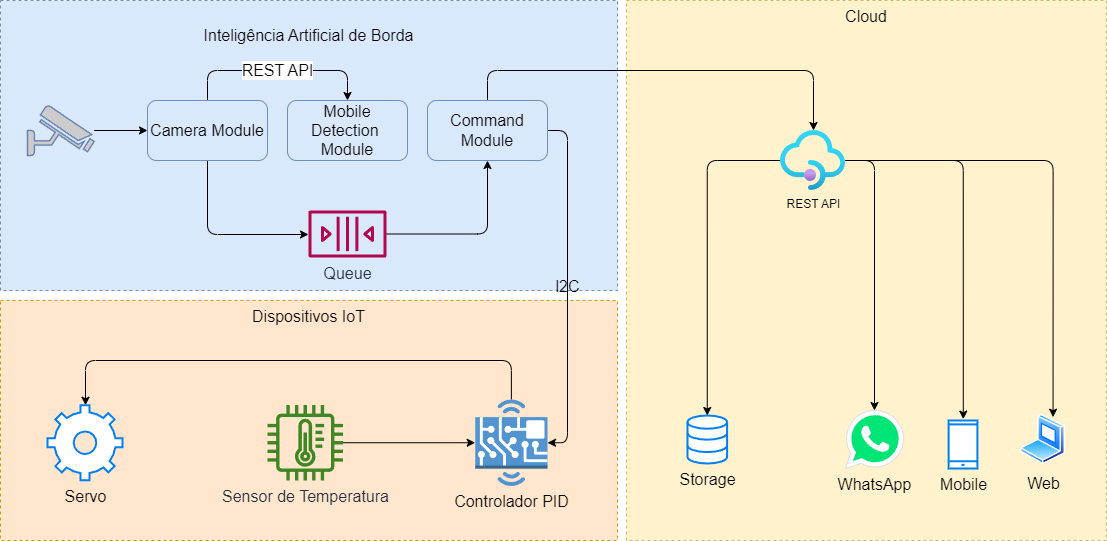 Inteligência Artificial de Borda
REST API
Camera Module
Mobile
Detection
Module
Command
Module
Queue
I2C
Dispositivos IoT
Servo
Sensor de Temperatura
Controlador PID
Cloud
REST API
Storage
WhatsApp
Mobile
Web